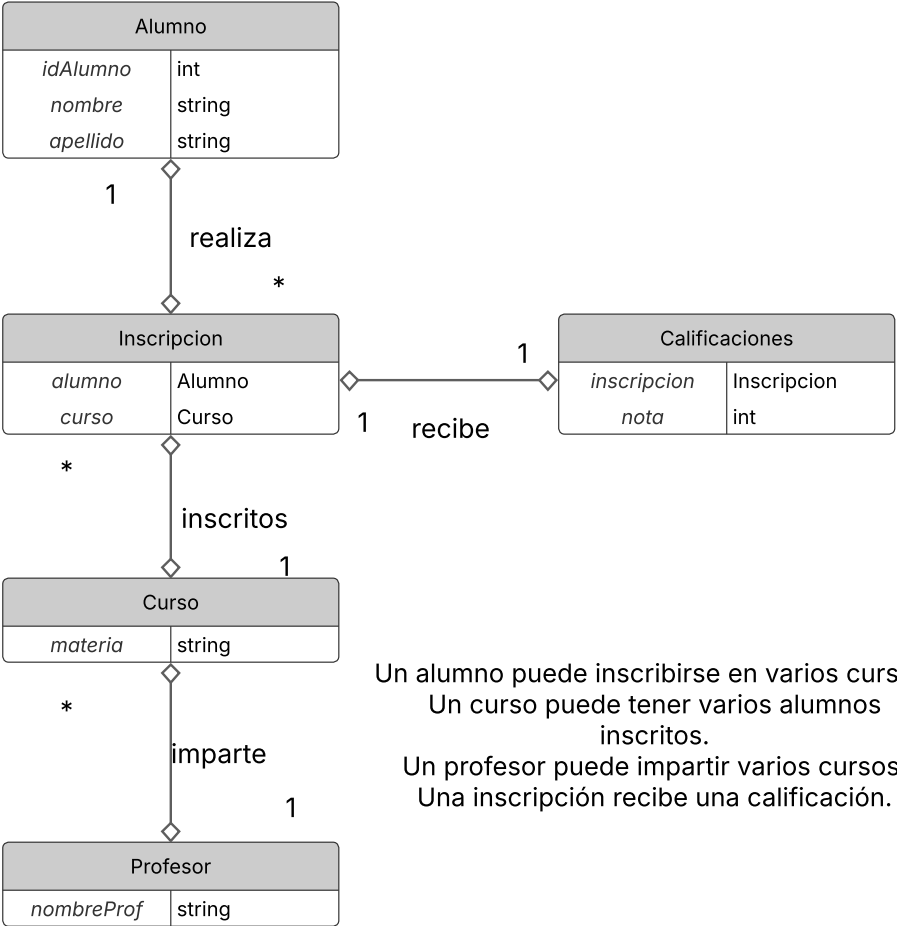 Alumno
idAlumno int
nombre string
apellido string
1
realiza
*
Inscripcion
alumno Alumno
curso Curso
1
1
recibe
Calificaciones
inscripcion Inscripcion
nota int
*
inscritos
1
Curso
materia string
*
imparte
1
Profesor
nombreProf string
Un alumno puede inscribirse en varios curs
Un curso puede tener varios alumnos
inscritos.
Un profesor puede impartir varios cursos
Una inscripción recibe una calificación.